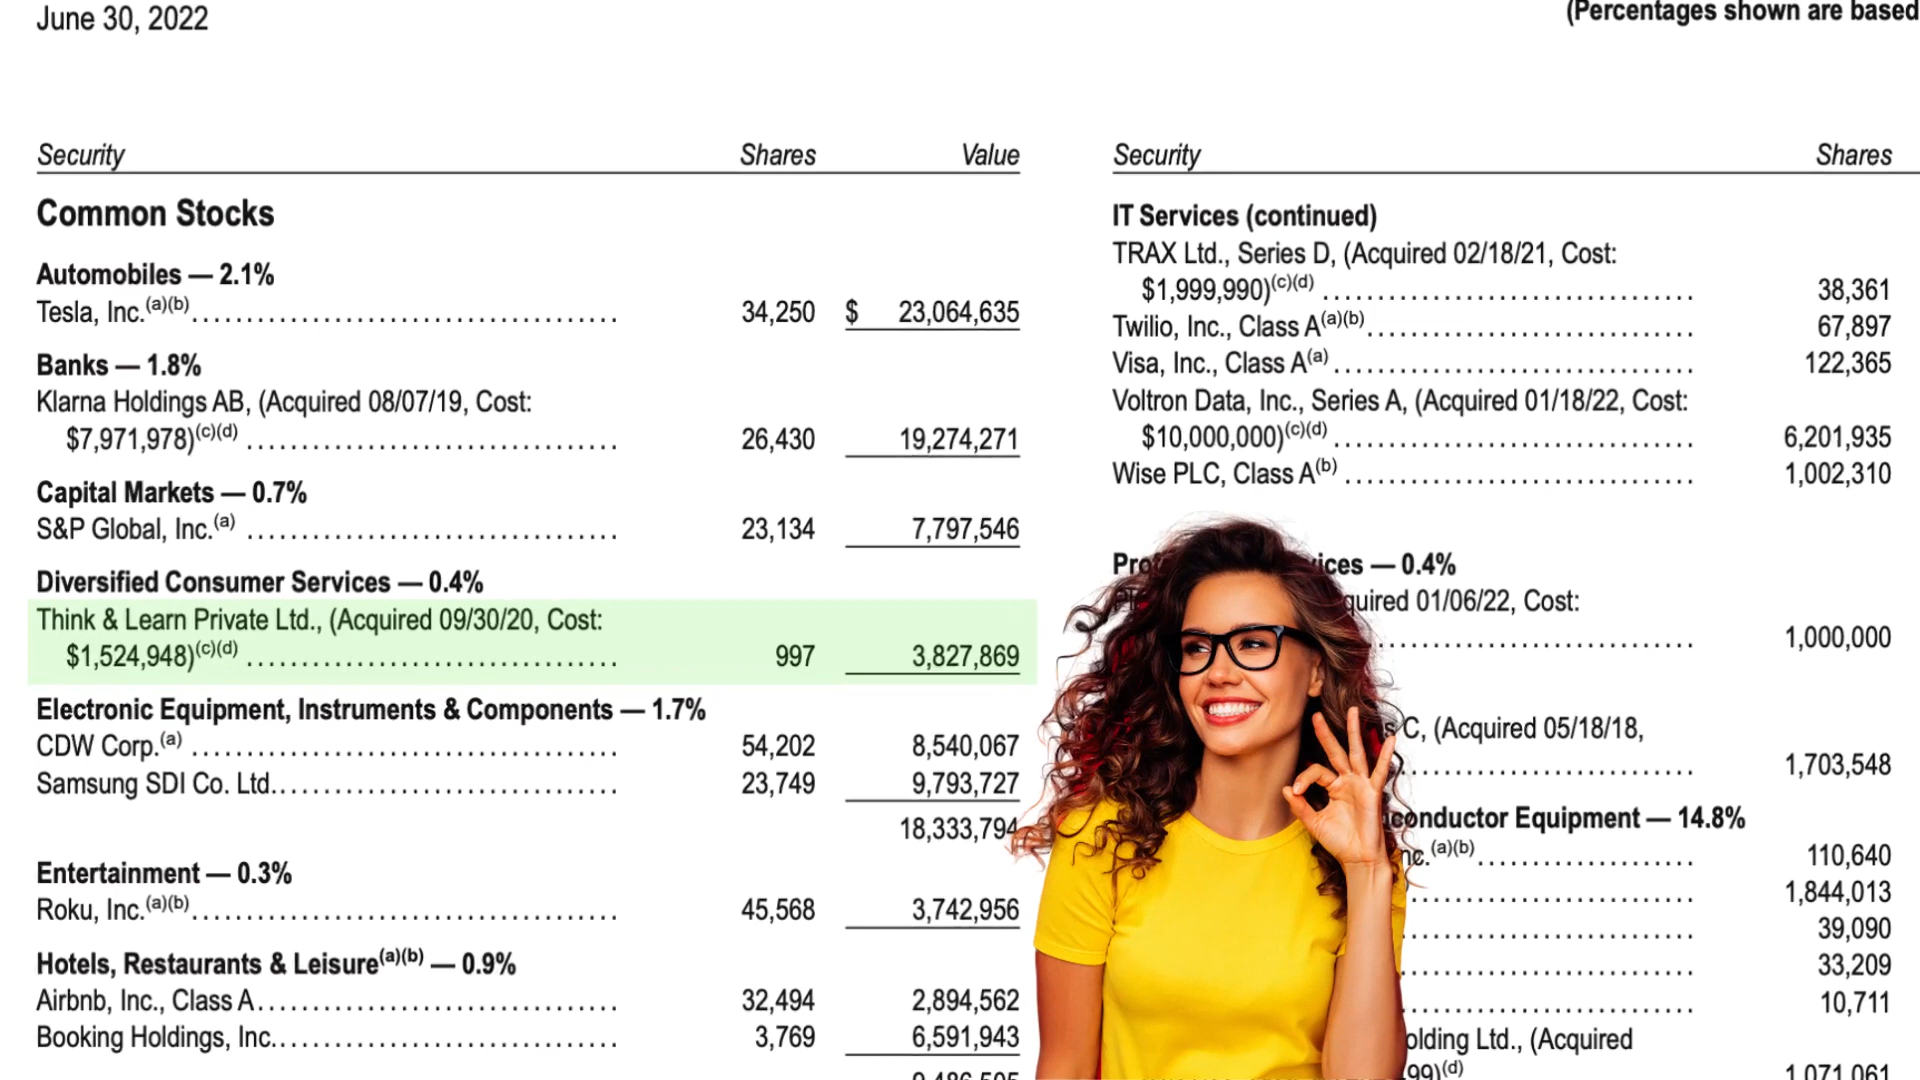 June 30, 2022
(Percentages shown are based
Security Shares Value
Common Stocks
Automobiles — 2.1%
Tesla, Inc.(a)(b) 34,250 $ 23,064,635
Banks — 1.8%
Klarna Holdings AB, (Acquired 08/07/19, Cost:
$7,971,978)(c)(d) 26,430 19,274,271
Capital Markets — 0.7%
S&P Global, Inc.(a) 23,134 7,797,546
Diversified Consumer Services — 0.4%
Think & Learn Private Ltd., (Acquired 09/30/20, Cost:
$1,524,948)(c)(d) 997 3,827,869
Electronic Equipment, Instruments & Components — 1.7%
CDW Corp.(a) 54,202 8,540,067
Samsung SDI Co. Ltd. 23,749 9,793,727
18,333,794
Entertainment — 0.3%
Roku, Inc.(a)(b) 45,568 3,742,956
Hotels, Restaurants & Leisure(a)(b) — 0.9%
Airbnb, Inc., Class A 32,494 2,894,562
Booking Holdings, Inc. 3,769 6,591,943
Security Shares
IT Services (continued)
TRAX Ltd., Series D, (Acquired 02/18/21, Cost:
$1,999,990)(c)(d) 38,361
Twilio, Inc., Class A(a)(b) 67,897
Visa, Inc., Class A(a) 122,365
Voltron Data, Inc., Series A, (Acquired 01/18/22, Cost:
$10,000,000)(c)(d) 6,201,935
Wise PLC, Class A(b) 1,002,310
— 0.4%
01/06/22, Cost:
1,000,000
C, (Acquired 05/18/18,
1,703,548
Equipment — 14.8%
(a)(b) 110,640
1,844,013
39,090
33,209
10,711
Ltd., (Acquired
(d) 1,071,061